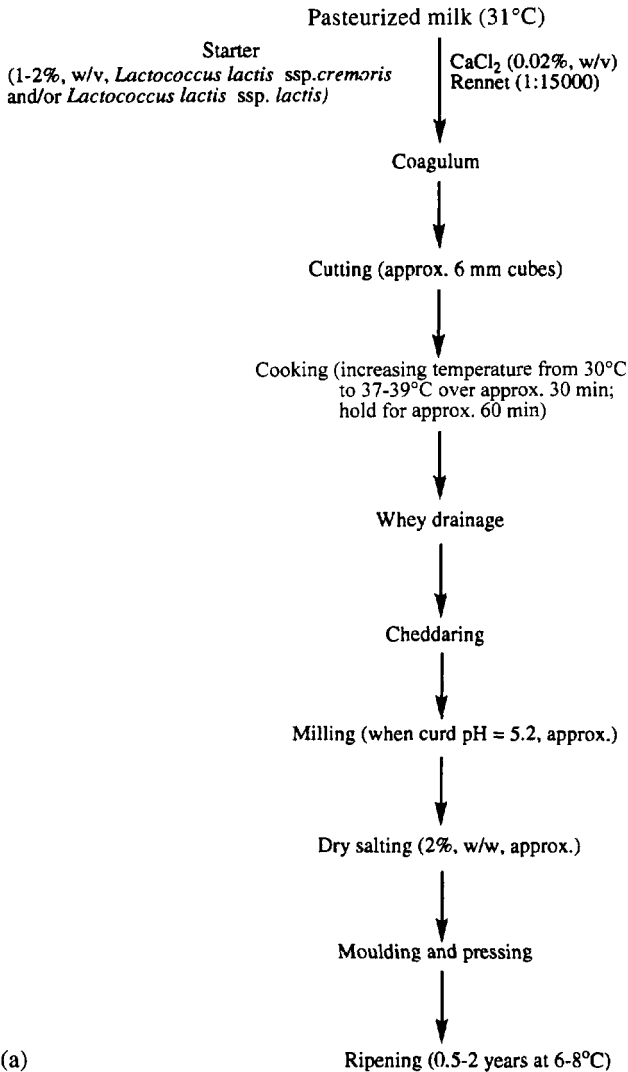 Pasteurized milk (31°C)
Starter
(1-2%, w/v, Lactococcus lactis ssp.cremoris
and/or Lactococcus lactis ssp. lactis)
CaCl₂ (0.02%, w/v)
Rennet (1:15000)
Coagulum
Cutting (approx. 6 mm cubes)
Cooking (increasing temperature from 30°C
to 37-39°C over approx. 30 min;
hold for approx. 60 min)
Whey drainage
Cheddaring
Milling (when curd pH = 5.2, approx.)
Dry salting (2%, w/w, approx.)
Moulding and pressing
(a)
Ripening (0.5-2 years at 6-8°C)